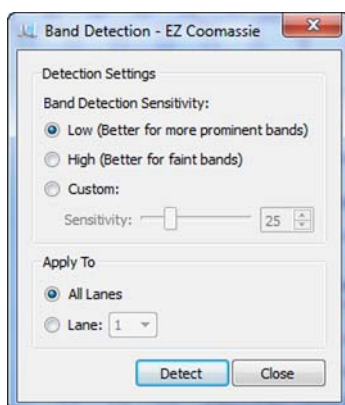 Band Detection - EZ Coomassie
Detection Settings
Band Detection Sensitivity:
Low (Better for more prominent bands)
High (Better for faint bands)
Custom:
Sensitivity: 25
Apply To
All Lanes
Lane: 1
Detect Close